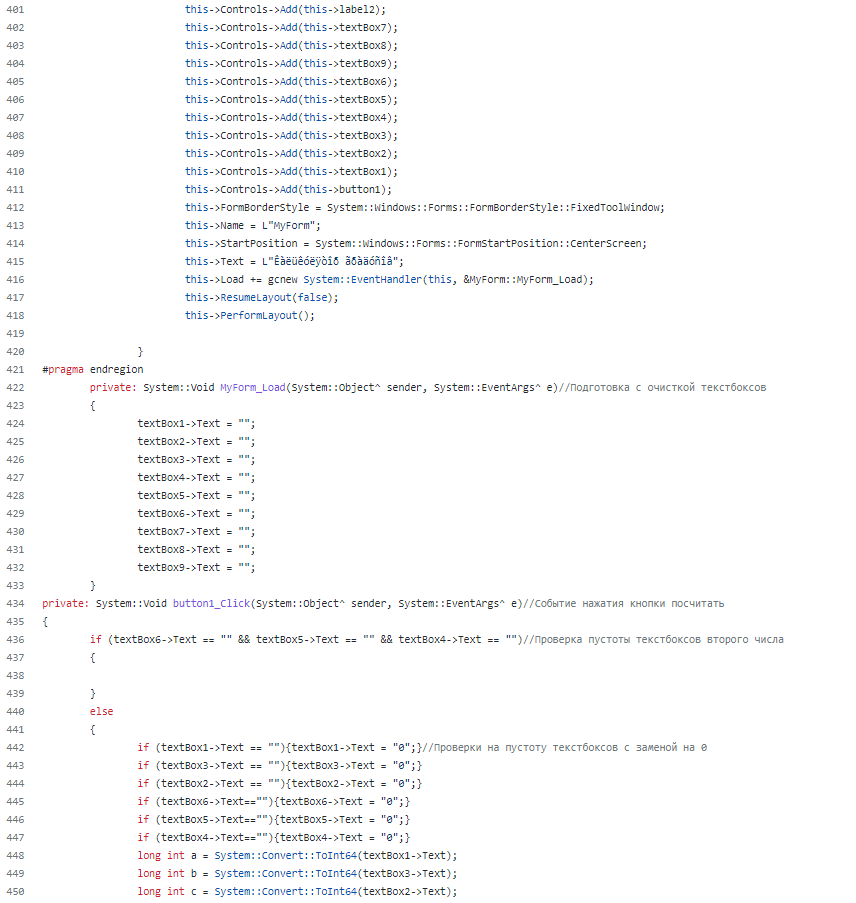 401 this->Controls->Add(this->label2);
402 this->Controls->Add(this->textBox7);
403 this->Controls->Add(this->textBox8);
404 this->Controls->Add(this->textBox9);
405 this->Controls->Add(this->textBox6);
406 this->Controls->Add(this->textBox5);
407 this->Controls->Add(this->textBox4);
408 this->Controls->Add(this->textBox3);
409 this->Controls->Add(this->textBox2);
410 this->Controls->Add(this->textBox1);
411 this->Controls->Add(this->button1);
412 this->FormBorderStyle = System::Windows::Forms::FormBorderStyle::FixedToolWindow;
413 this->Name = L"MyForm";
414 this->StartPosition = System::Windows::Forms::FormStartPosition::CenterScreen;
415 this->Text = L"Êàëüêóëÿòîð ãðàäóñîâ";
416 this->Load += gcnew System::EventHandler(this, &MyForm::MyForm_Load);
417 this->ResumeLayout(false);
418 this->PerformLayout();
419
420 }
421 #pragma endregion
422 private: System::Void MyForm_Load(System::Object^ sender, System::EventArgs^ e)//Подготовка с очисткой текстбоксов
423 {
424 textBox1->Text = "";
425 textBox2->Text = "";
426 textBox3->Text = "";
427 textBox4->Text = "";
428 textBox5->Text = "";
429 textBox6->Text = "";
430 textBox7->Text = "";
431 textBox8->Text = "";
432 textBox9->Text = "";
433 }
434 private: System::Void button1_Click(System::Object^ sender, System::EventArgs^ e)//Событие нажатия кнопки посчитать
435 {
436 if (textBox6->Text == "" && textBox5->Text == "" && textBox4->Text == "")//Проверка пустоты текстбоксов второго числа
437 {
438
439 }
440 else
441 {
442 if (textBox1->Text == ""){textBox1->Text = "0";}//Проверки на пустоту текстбоксов с заменой на 0
443 if (textBox3->Text == ""){textBox3->Text = "0";}
444 if (textBox2->Text == ""){textBox2->Text = "0";}
445 if (textBox6->Text==""){textBox6->Text = "0";}
446 if (textBox5->Text==""){textBox5->Text = "0";}
447 if (textBox4->Text==""){textBox4->Text = "0";}
448 long int a = System::Convert::ToInt64(textBox1->Text);
449 long int b = System::Convert::ToInt64(textBox3->Text);
450 long int c = System::Convert::ToInt64(textBox2->Text);